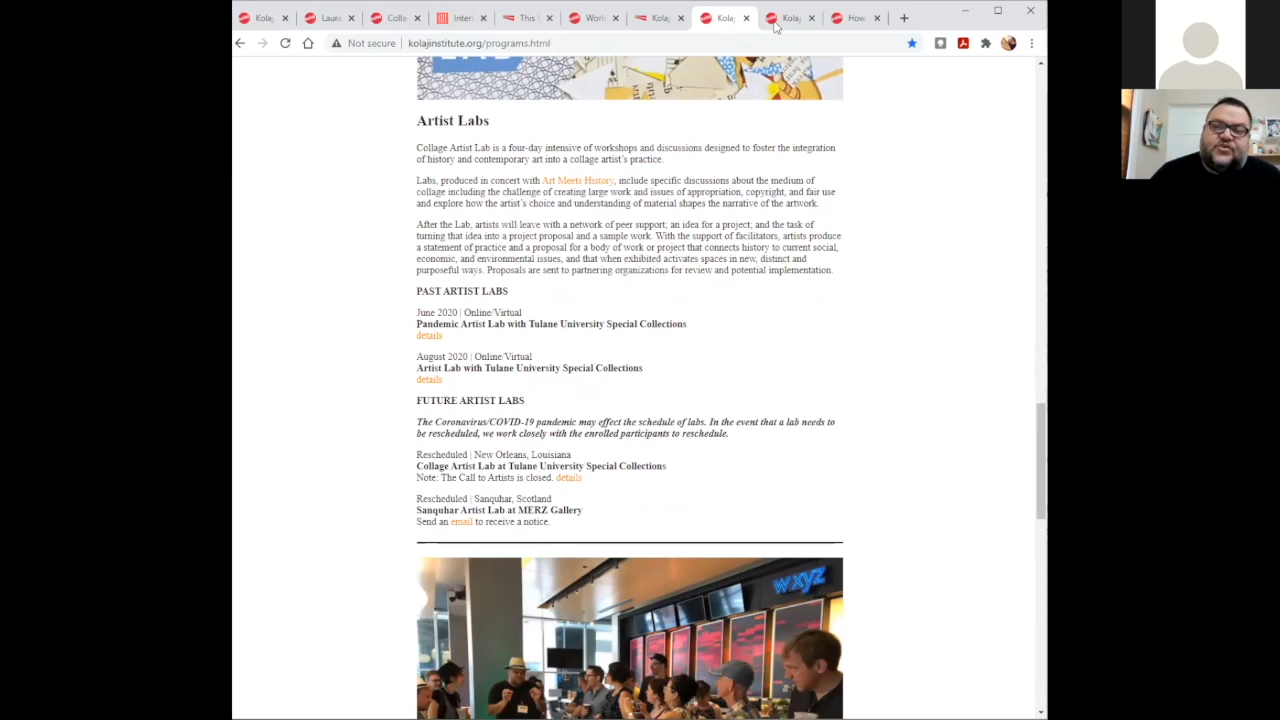 Kolaj
Laura
Colla
Inter
This
Work
Kolaj
Kolaj
Kolaj
How
Not secure
kolajinstitute.org/programs.html
LAB
Artist Labs
Collage Artist Lab is a four-day intensive of workshops and discussions designed to foster the integration
of history and contemporary art into a collage artist's practice.
Labs, produced in concert with Art Meets History, include specific discussions about the medium of
collage including the challenge of creating large work and issues of appropriation, copyright, and fair use
and explore how the artist's choice and understanding of material shapes the narrative of the artwork.
After the Lab, artists will leave with a network of peer support; an idea for a project; and the task of
turning that idea into a project proposal and a sample work. With the support of facilitators, artists produce
a statement of practice and a proposal for a body of work or project that connects history to current social,
economic, and environmental issues, and that when exhibited activates spaces in new, distinct and
purposeful ways. Proposals are sent to partnering organizations for review and potential implementation.
PAST ARTIST LABS
June 2020 | Online/Virtual
Pandemic Artist Lab with Tulane University Special Collections
details
August 2020 | Online/Virtual
Artist Lab with Tulane University Special Collections
details
FUTURE ARTIST LABS
The Coronavirus/COVID-19 pandemic may effect the schedule of labs. In the event that a lab needs to
be rescheduled, we work closely with the enrolled participants to reschedule.
Rescheduled | New Orleans, Louisiana
Collage Artist Lab at Tulane University Special Collections
Note: The Call to Artists is closed. details
Rescheduled | Sanquhar, Scotland
Sanquhar Artist Lab at MERZ Gallery
Send an email to receive a notice.
wxyz